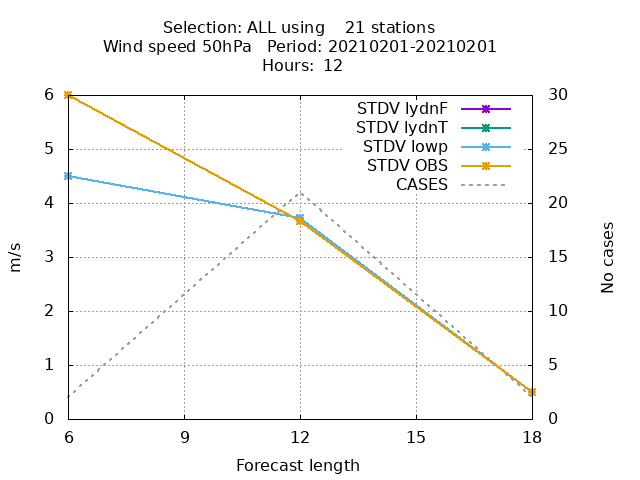 Selection: ALL using    21 stations
Wind speed 50hPa   Period: 20210201-20210201
Hours:  12
STDV lydnF
STDV lydnT
STDV lowp
STDV OBS
CASES
6
5
4
3
2
1
0
30
25
20
15
10
5
0
m/s
No cases
6 9 12 15 18
Forecast length